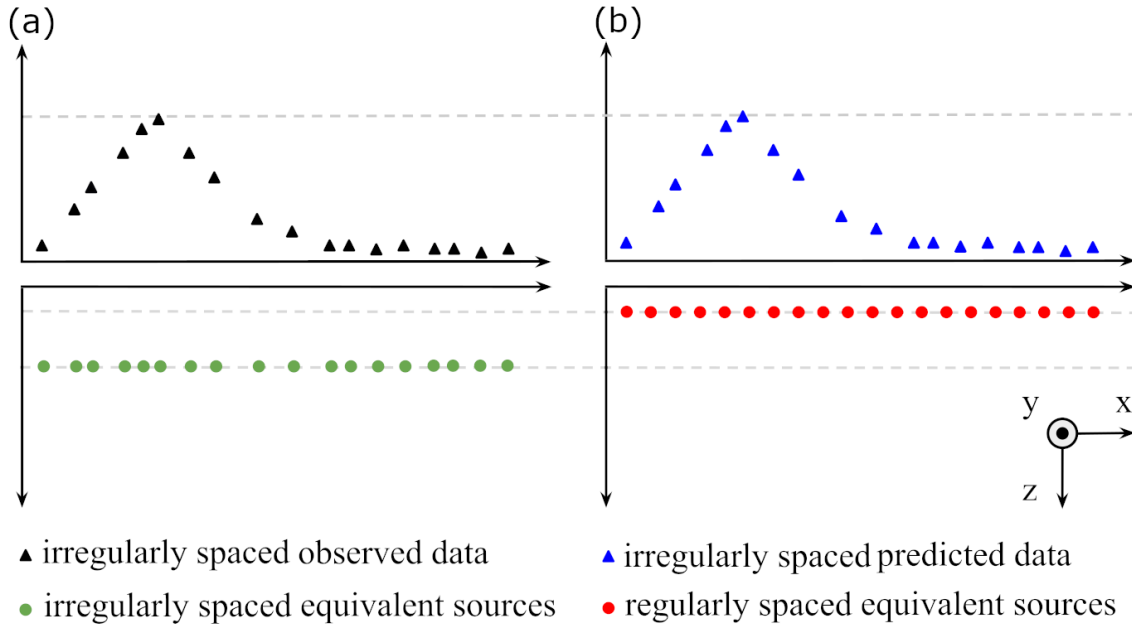 (a)
(b)
y
x
z
irregularly spaced observed data
irregularly spaced predicted data
irregularly spaced equivalent sources
regularly spaced equivalent sources